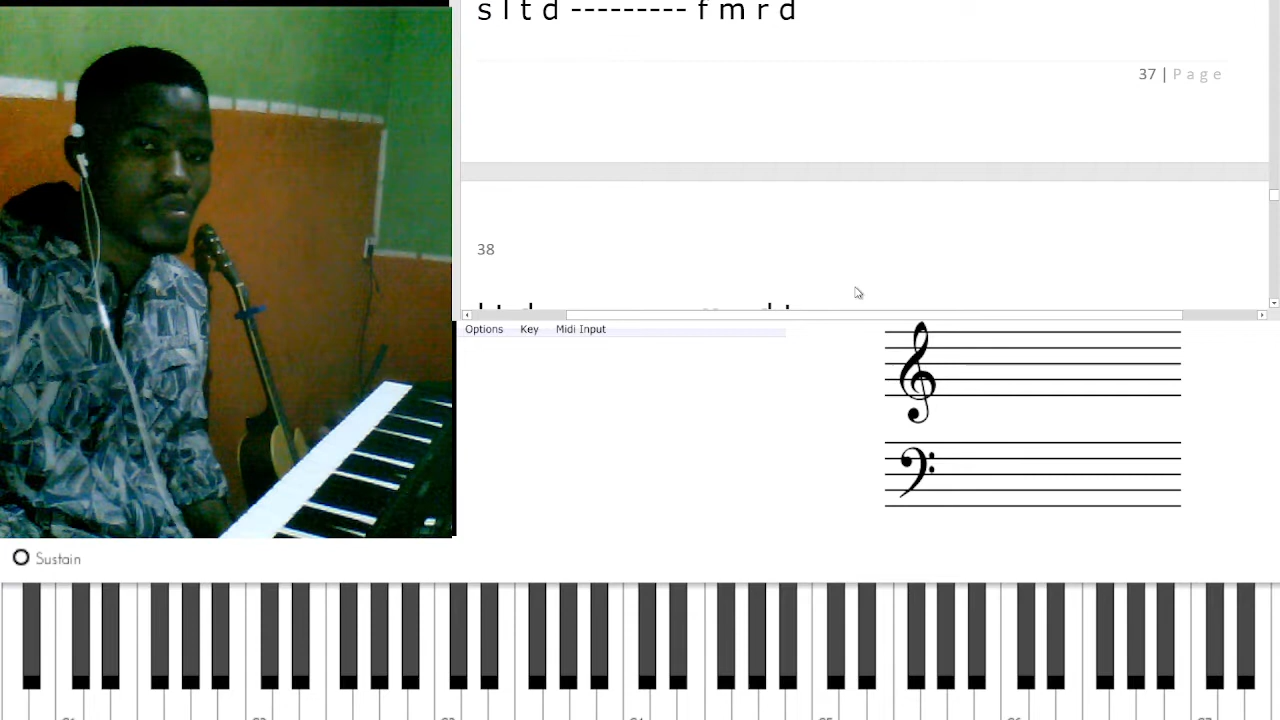 s l t d --------- f m r d
37 | Page
38
Options Key Midi Input
Sustain